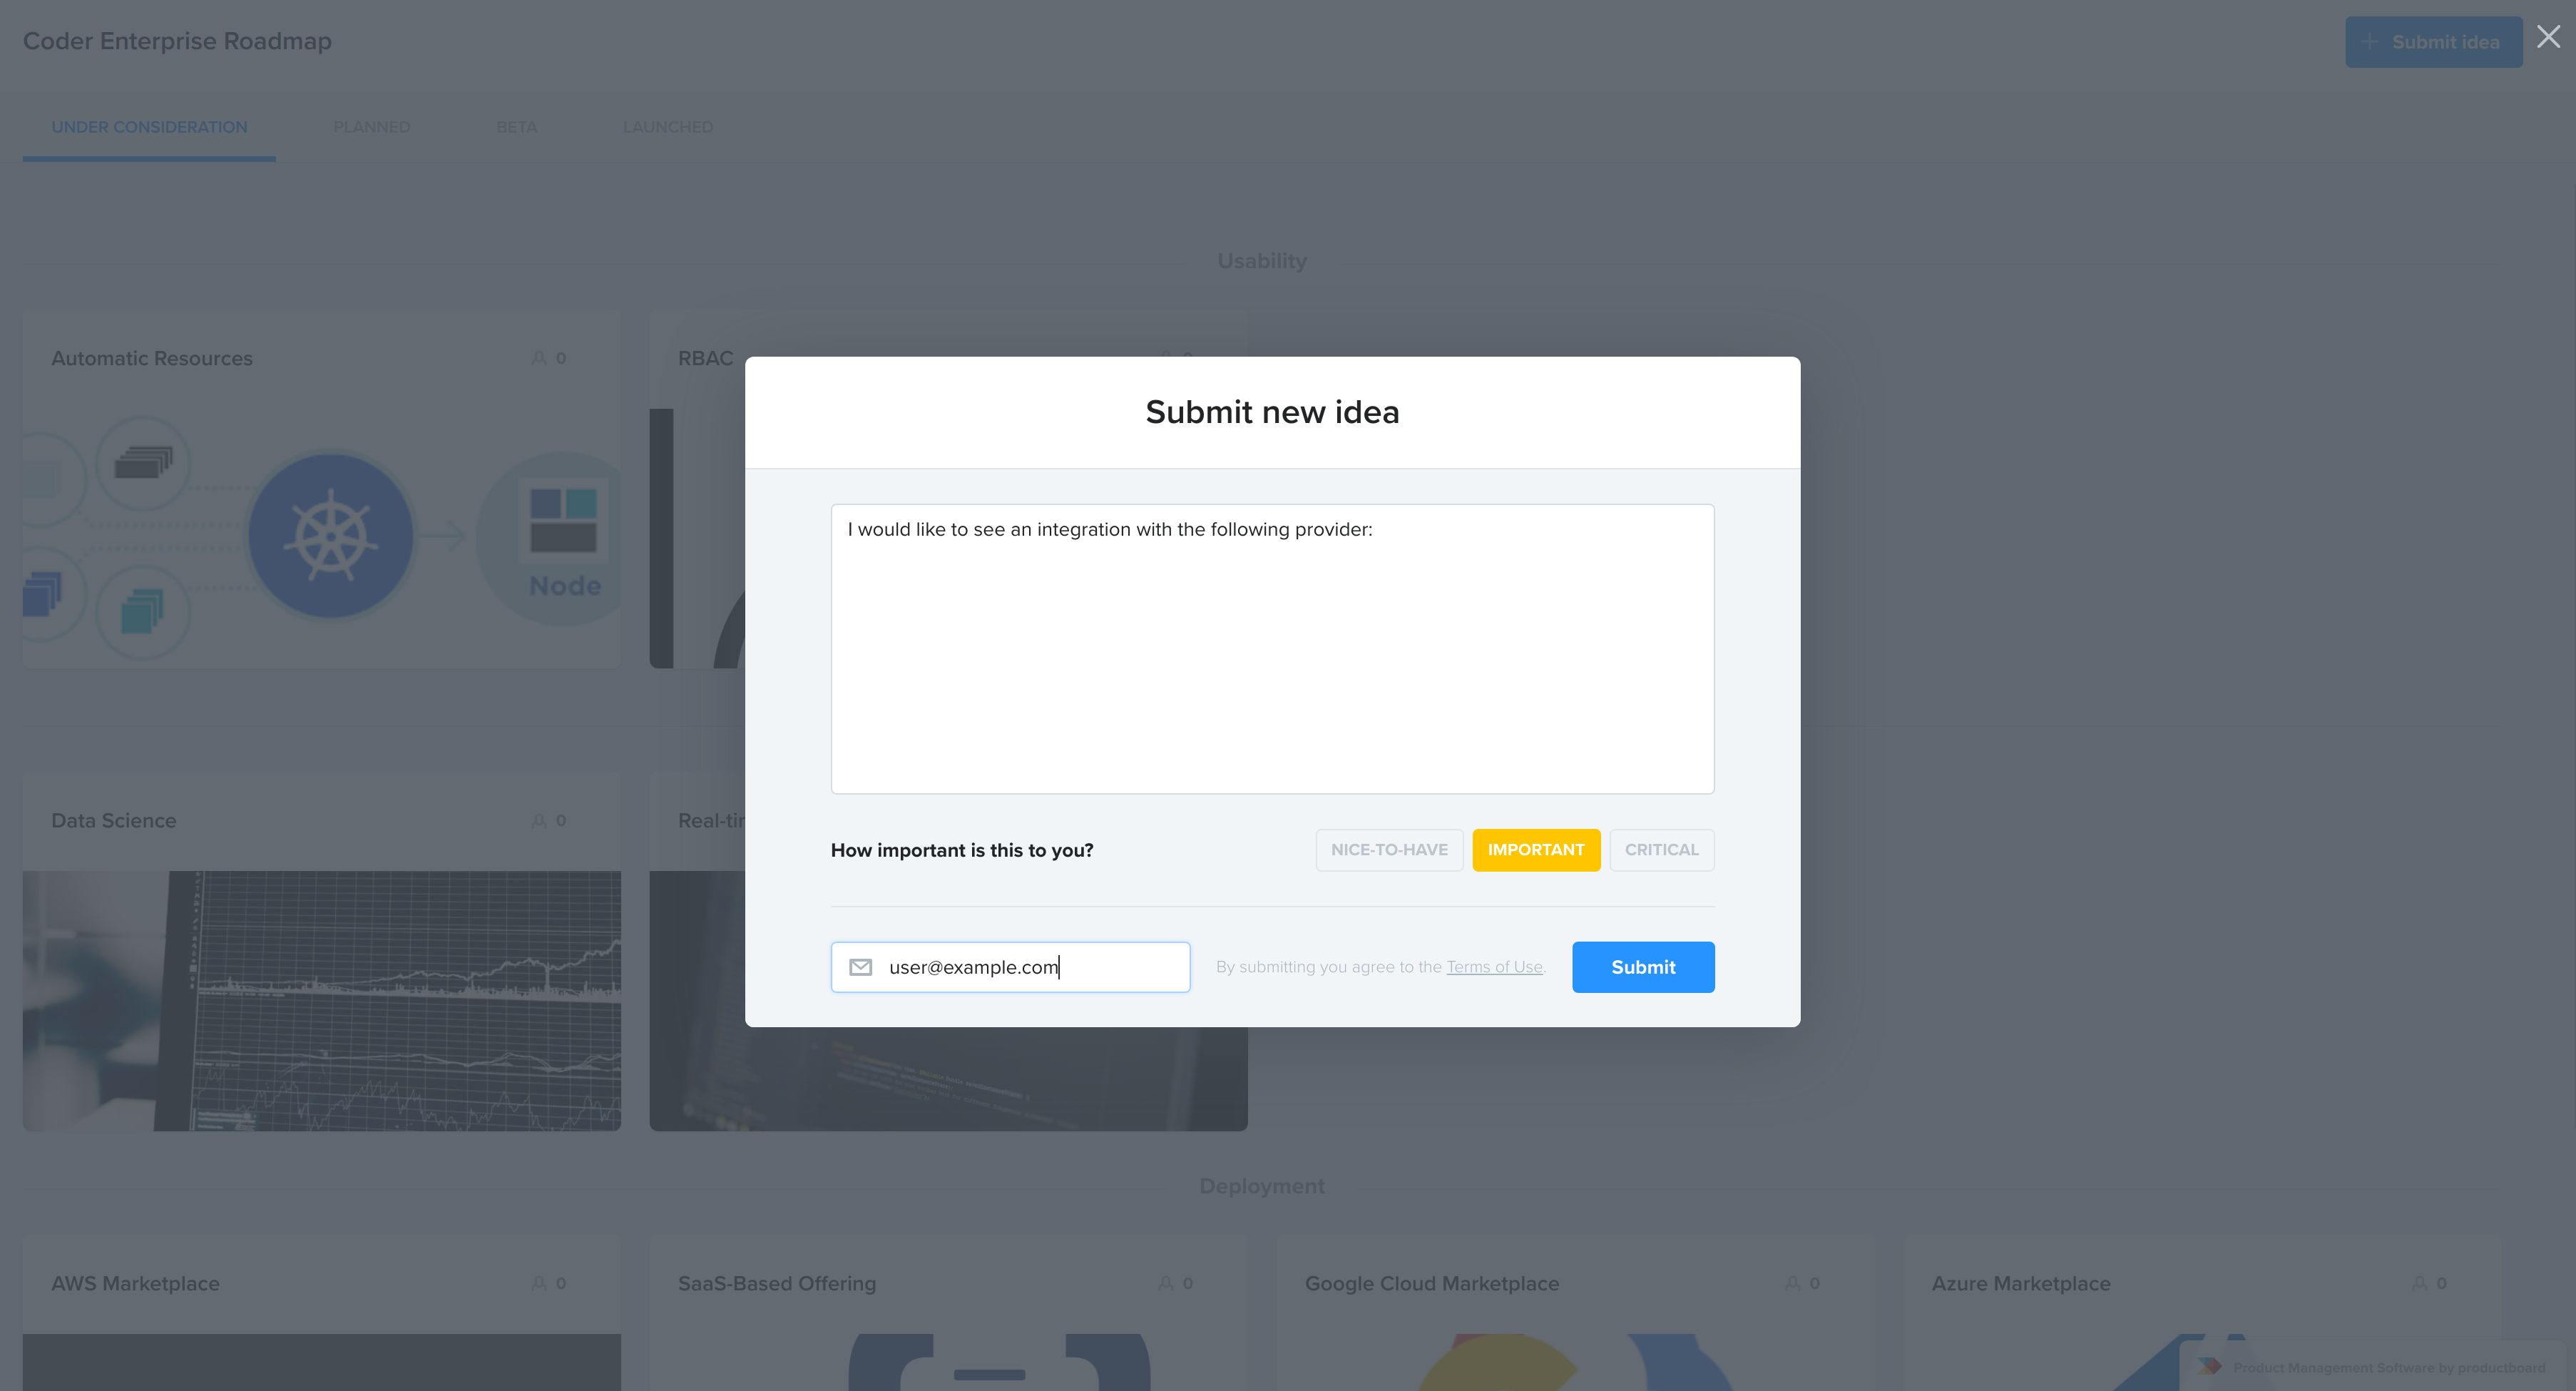 Coder Enterprise Roadmap
+ Submit idea
UNDER CONSIDERATION PLANNED BETA LAUNCHED
Usability
Automatic Resources 0
RBAC
Node
Submit new idea
I would like to see an integration with the following provider:
How important is this to you?
NICE-TO-HAVE IMPORTANT CRITICAL
user@example.com
By submitting you agree to the Terms of Use.
Submit
Data Science 0
Deployment
AWS Marketplace 0
SaaS-Based Offering 0
Google Cloud Marketplace 0
Azure Marketplace 0
Product Management Software by productboard